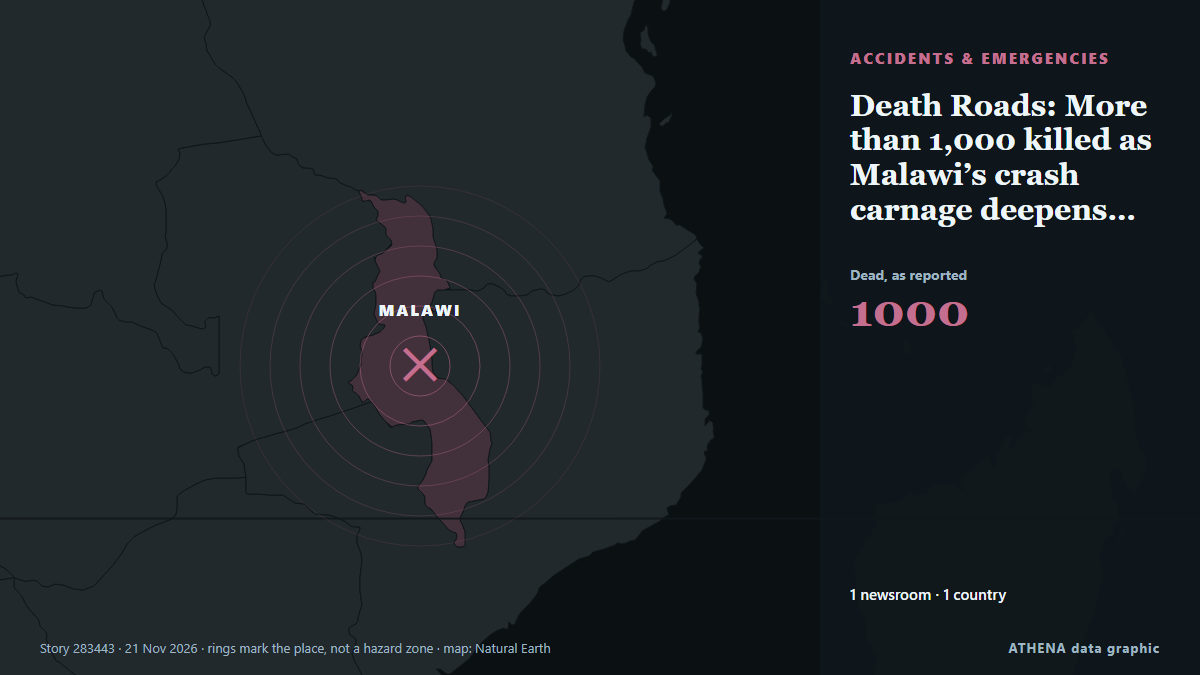 ACCIDENTS & EMERGENCIES
Death Roads: More
than 1,000 killed as
Malawi’s crash
carnage deepens...
Dead, as reported
1000
MALAWI
1 newsroom · 1 country
Story 283443 · 21 Nov 2026 · rings mark the place, not a hazard zone · map: Natural Earth
ATHENA data graphic